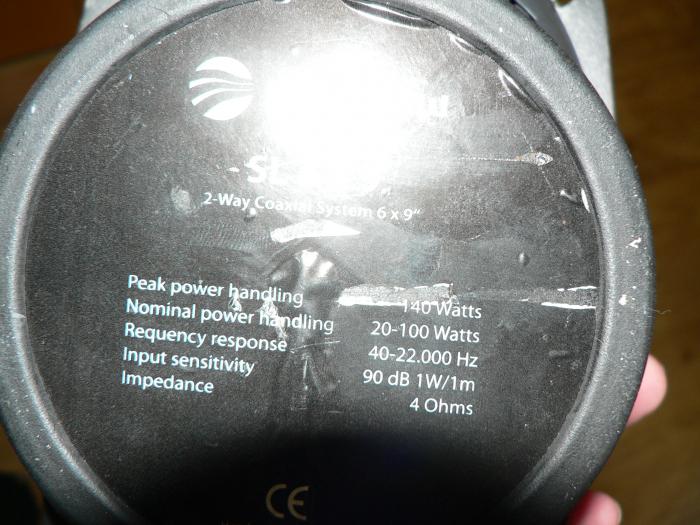 2-Way Coaxial System 6 x 9"
Peak power handling 140 Watts
Nominal power handling 20-100 Watts
Requency response 40-22.000 Hz
Input sensitivity 90 dB 1W/1m
Impedance 4 Ohms
CE